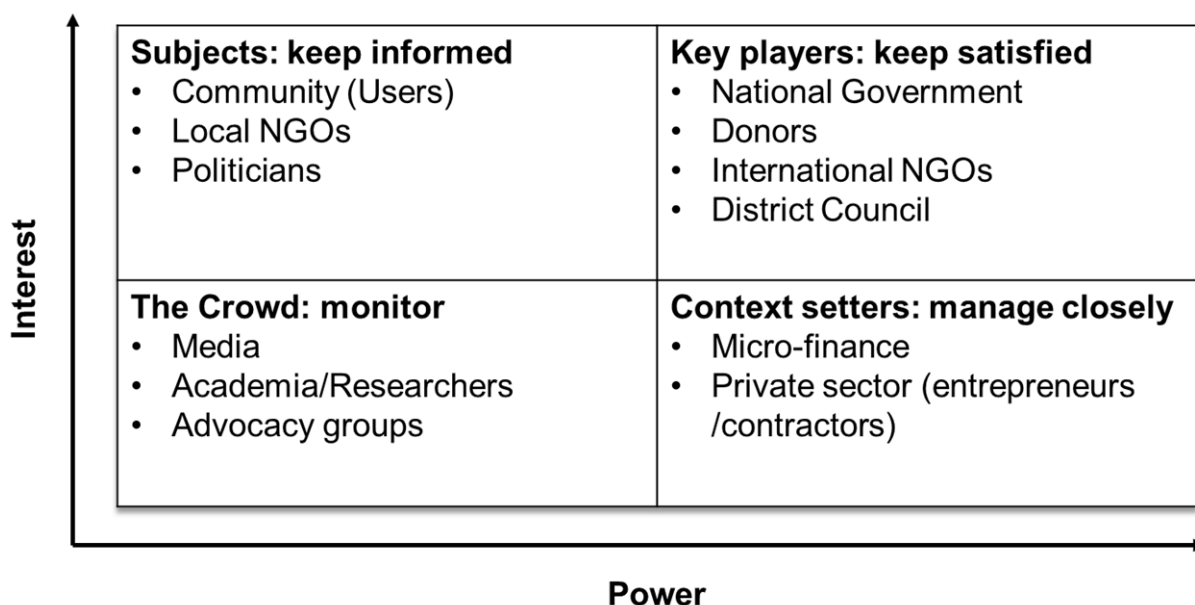 Subjects: keep informed
• Community (Users)
• Local NGOs
• Politicians
Key players: keep satisfied
• National Government
• Donors
• International NGOs
• District Council
The Crowd: monitor
• Media
• Academia/Researchers
• Advocacy groups
Context setters: manage closely
• Micro-finance
• Private sector (entrepreneurs
/contractors)
Interest
Power